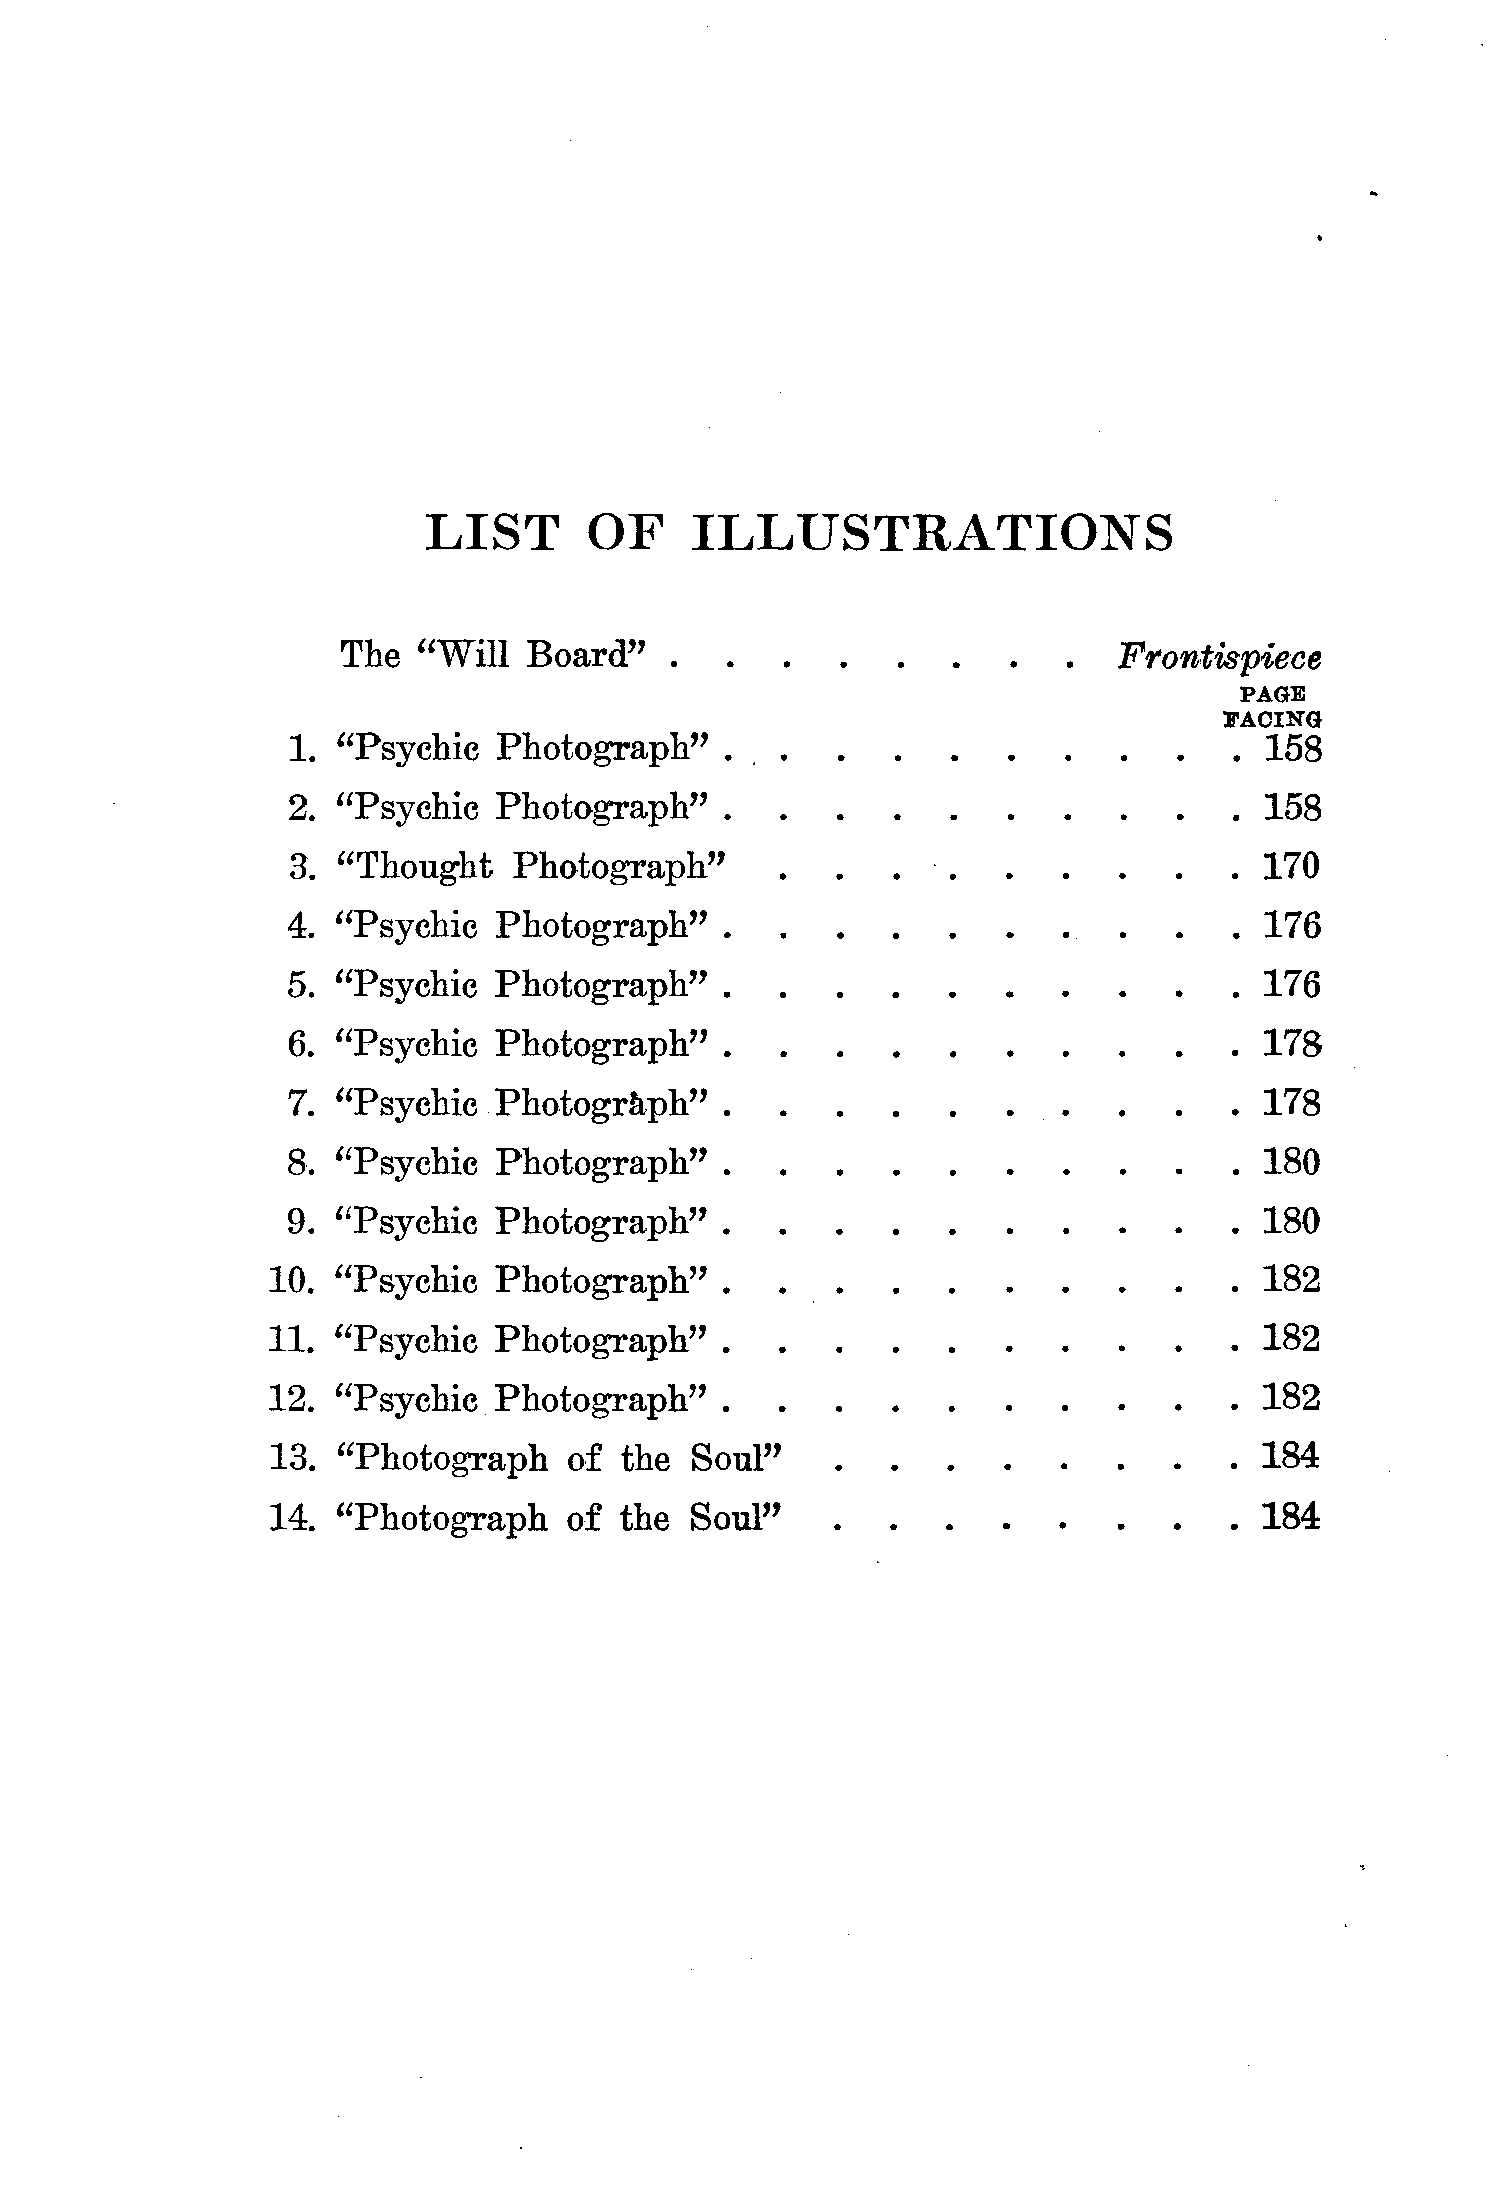 LIST OF ILLUSTRATIONS
The “Will Board” . . . . . . . . Frontispiece
PAGE
FACING
1. “Psychic Photograph” . . . . . . . . . . 158
2. “Psychic Photograph” . . . . . . . . . . 158
3. “Thought Photograph” . . . . . . . . . 170
4. “Psychic Photograph” . . . . . . . . . . 176
5. “Psychic Photograph” . . . . . . . . . . 176
6. “Psychic Photograph” . . . . . . . . . . 178
7. “Psychic Photograph” . . . . . . . . . . 178
8. “Psychic Photograph” . . . . . . . . . . 180
9. “Psychic Photograph” . . . . . . . . . . 180
10. “Psychic Photograph” . . . . . . . . . . 182
11. “Psychic Photograph” . . . . . . . . . . 182
12. “Psychic Photograph” . . . . . . . . . . 182
13. “Photograph of the Soul” . . . . . . . . 184
14. “Photograph of the Soul” . . . . . . . . 184